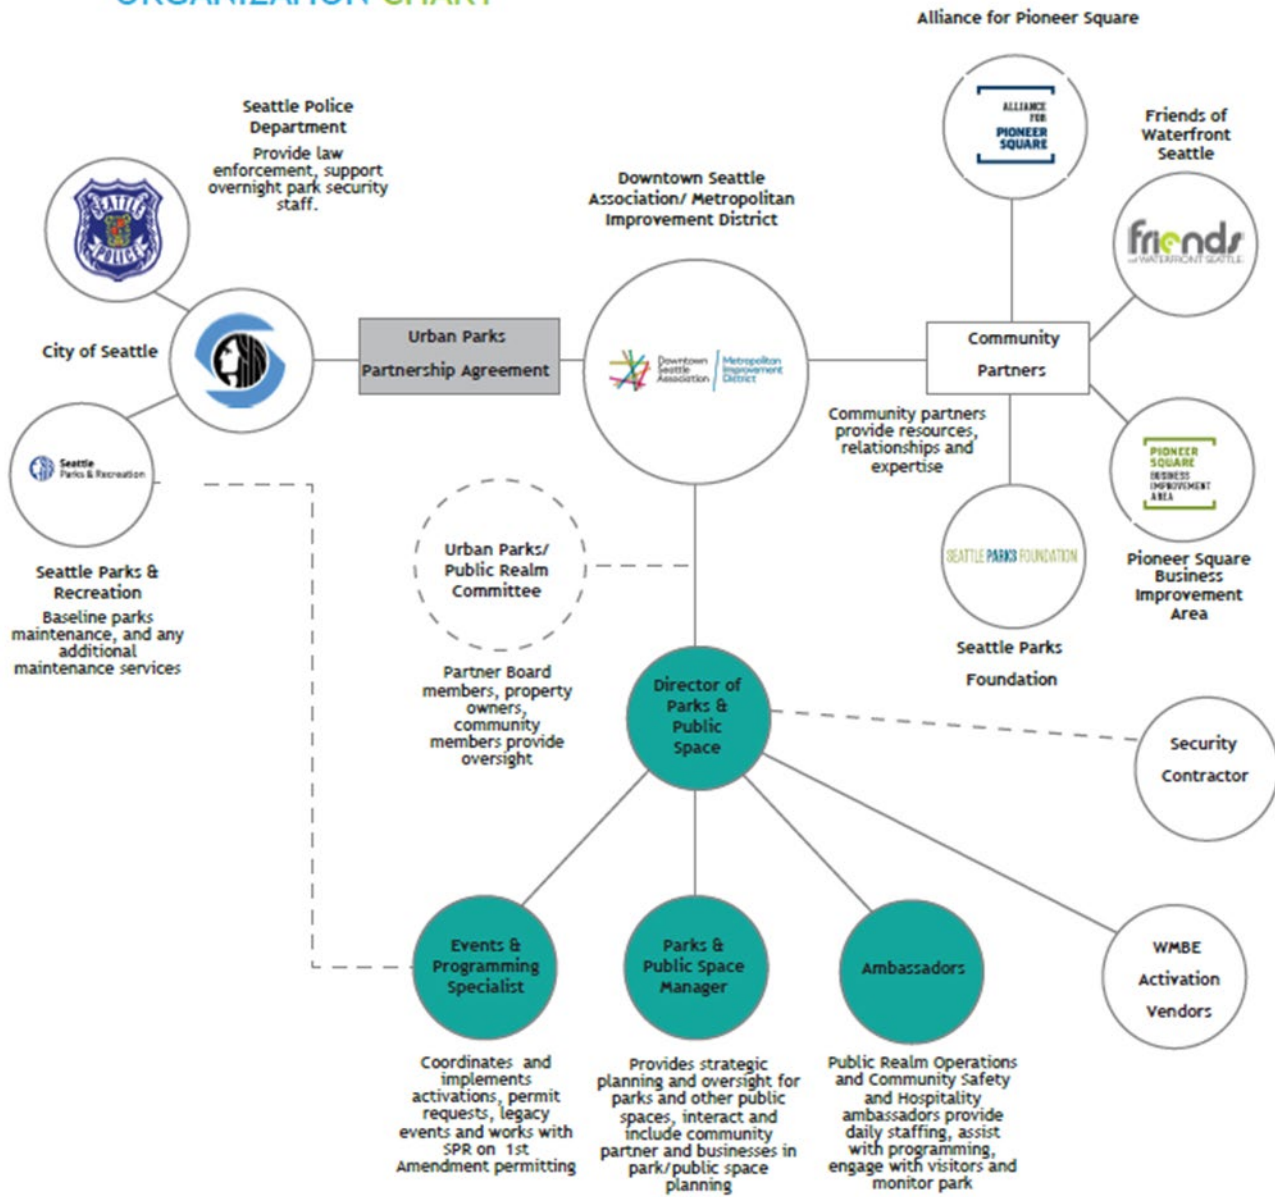 ORGANIZATION CHART
Alliance for Pioneer Square
ALLIANCE
FOR
PIONEER
SQUARE
Seattle Police
Department
Provide law
enforcement, support
overnight park security
staff.
SEATTLE
POLICE
Friends of
Waterfront
Seattle
friends
of WATERFRONT SEATTLE
Downtown Seattle
Association/ Metropolitan
Improvement District
City of Seattle
Urban Parks
Partnership Agreement
Downtown
Seattle
Association
Metropolitan
Improvement
District
Community
Partners
Community partners
provide resources,
relationships and
expertise
PIONEER
SQUARE
BUSINESS
IMPROVEMENT
AREA
Pioneer Square
Business
Improvement
Area
Seattle
Parks & Recreation
Seattle Parks &
Recreation
Baseline parks
maintenance, and any
additional
maintenance services
Urban Parks/
Public Realm
Committee
Partner Board
members, property
owners,
community
members provide
oversight
SEATTLE PARKS FOUNDATION
Seattle Parks
Foundation
Director of
Parks &
Public
Space
Security
Contractor
Events &
Programming
Specialist
Coordinates and
implements
activations, permit
requests, legacy
events and works with
SPR on 1st
Amendment permitting
Parks &
Public Space
Manager
Provides strategic
planning and oversight for
parks and other public
spaces, interact and
include community
partner and businesses in
park/public space
planning
Ambassadors
Public Realm Operations
and Community Safety
and Hospitality
ambassadors provide
daily staffing, assist
with programming,
engage with visitors and
monitor park
WMBE
Activation
Vendors